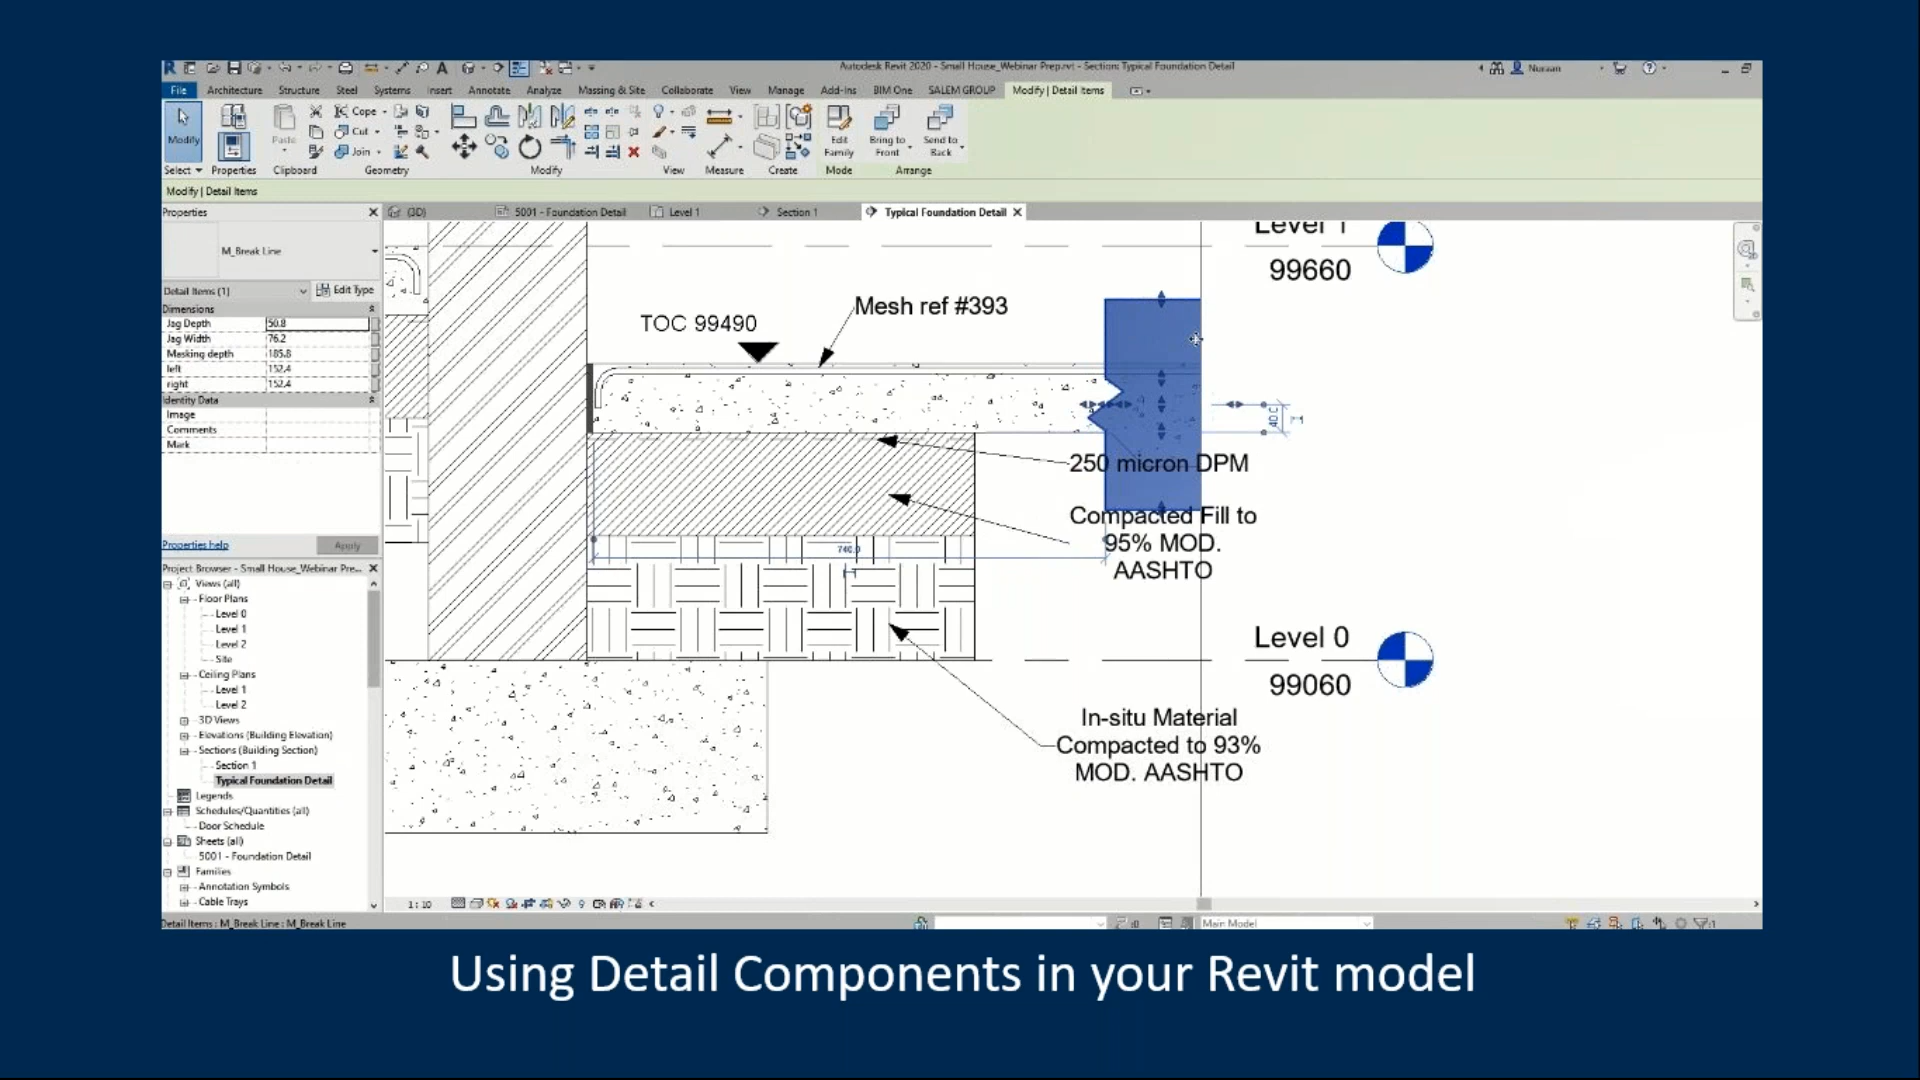 Autodesk Revit 2020 - Small House_Webinar Prep.rvt - Section: Typical Foundation Detail
Nuraan
File Architecture Structure Steel Systems Insert Annotate Analyze Massing & Site Collaborate View Manage Add-Ins BIM One SALEM GROUP Modify | Detail Items
Modify
Paste
Cope
Cut
Join
Edit Family
Bring to Front
Send to Back
Select Properties Clipboard Geometry Modify View Measure Create Mode Arrange
Modify | Detail Items
Properties
{3D} 5001 - Foundation Detail Level 1 Section 1 Typical Foundation Detail
M_Break Line
Detail Items (1) Edit Type
Dimensions
Jag Depth 50.8
Jag Width 76.2
Masking depth 185.8
left 152.4
right 152.4
Identity Data
Image
Comments
Mark
Properties help Apply
Project Browser - Small House_Webinar Pre...
Views (all)
Floor Plans
Level 0
Level 1
Level 2
Site
Ceiling Plans
Level 1
Level 2
3D Views
Elevations (Building Elevation)
Sections (Building Section)
Section 1
Typical Foundation Detail
Legends
Schedules/Quantities (all)
Door Schedule
Sheets (all)
5001 - Foundation Detail
Families
Annotation Symbols
Cable Trays
Level 1
99660
TOC 99490
Mesh ref #393
250 micron DPM
Compacted Fill to
95% MOD.
AASHTO
740.0
Level 0
99060
In-situ Material
Compacted to 93%
MOD. AASHTO
1 : 10
Detail Items : M_Break Line : M_Break Line
Main Model
Using Detail Components in your Revit model